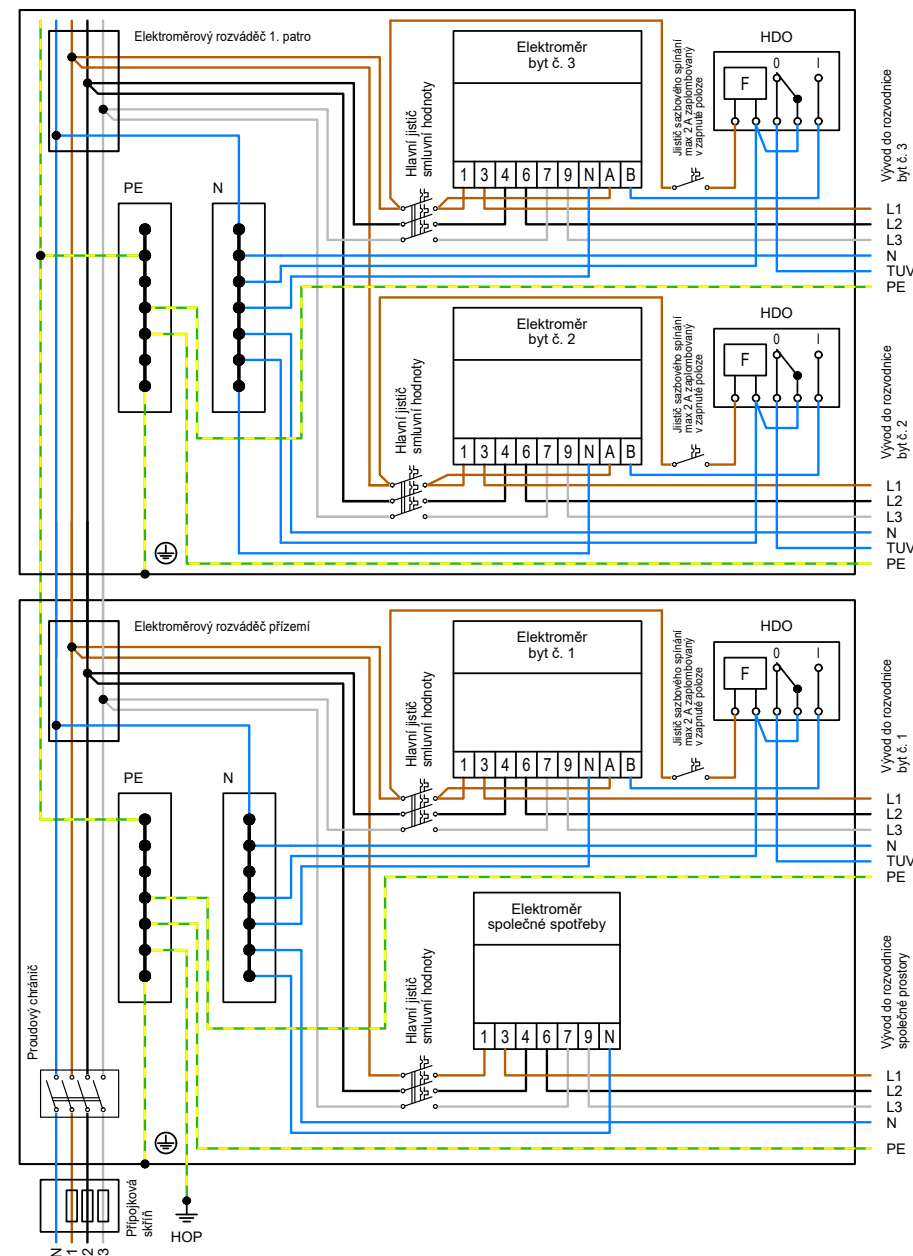 Elektroměrový rozváděč 1. patro
PE
N
Hlavní jistič
smluvní hodnoty
Elektroměr
byt č. 3
1 3 4 6 7 9 N A B
Jiistič sazbového spínání
max 2 A zaplombovaný
v zapnuté poloze
HDO
F
0
I
Vývod do rozvodnice
byt č. 3
L1
L2
L3
N
TUV
PE
Hlavní jistič
smluvní hodnoty
Elektroměr
byt č. 2
1 3 4 6 7 9 N A B
Jiistič sazbového spínání
max 2 A zaplombovaný
v zapnuté poloze
HDO
F
0
I
Vývod do rozvodnice
byt č. 2
L1
L2
L3
N
TUV
PE
Elektroměrový rozváděč přízemí
PE
N
Hlavní jistič
smluvní hodnoty
Elektroměr
byt č. 1
1 3 4 6 7 9 N A B
Jiistič sazbového spínání
max 2 A zaplombovaný
v zapnuté poloze
HDO
F
0
I
Vývod do rozvodnice
byt č. 1
L1
L2
L3
N
TUV
PE
Hlavní jistič
smluvní hodnoty
Elektroměr
společné spotřeby
1 3 4 6 7 9 N
Vývod do rozvodnice
společné prostory
L1
L2
L3
N
PE
Proudový chránič
Přípojková
skříň
HOP
N
1
2
3